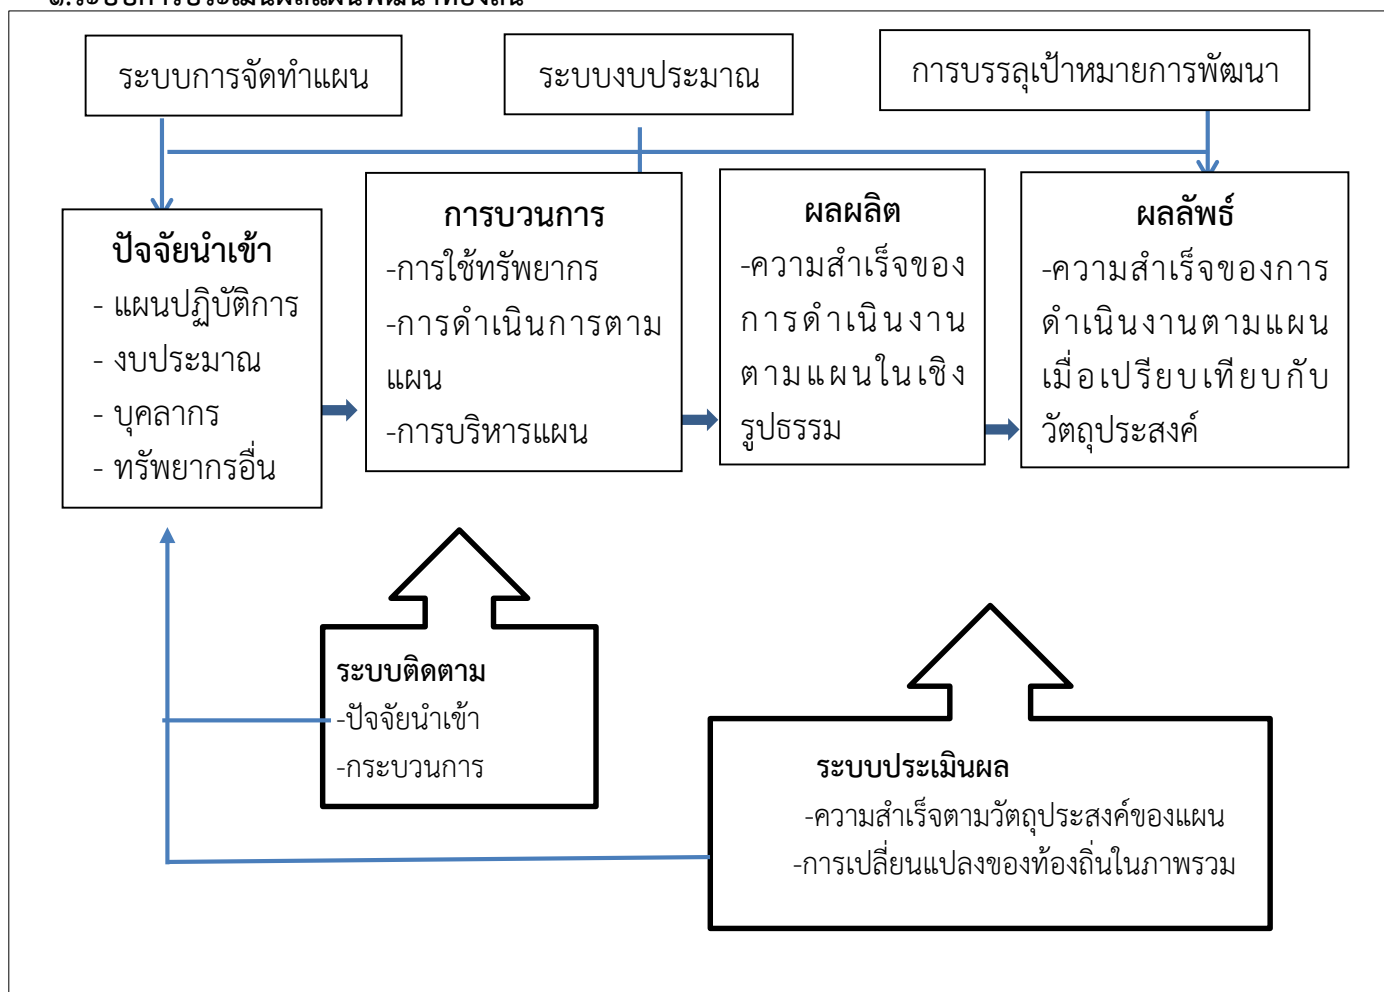 ระบบการจัดทำแผน
ระบบงบประมาณ
การบรรลุเป้าหมายการพัฒนา
ปัจจัยนำเข้า
- แผนปฏิบัติการ
- งบประมาณ
- บุคลากร
- ทรัพยากรอื่น
การบวนการ
-การใช้ทรัพยากร
-การดำเนินการตาม
แผน
-การบริหารแผน
ผลผลิต
-ความสำเร็จของ
การดำเนินงาน
ตามแผนในเชิง
รูปธรรม
ผลลัพธ์
-ความสำเร็จของการ
ดำเนินงานตามแผน
เมื่อเปรียบเทียบกับ
วัตถุประสงค์
ระบบติดตาม
-ปัจจัยนำเข้า
-กระบวนการ
ระบบประเมินผล
-ความสำเร็จตามวัตถุประสงค์ของแผน
-การเปลี่ยนแปลงของท้องถิ่นในภาพรวม